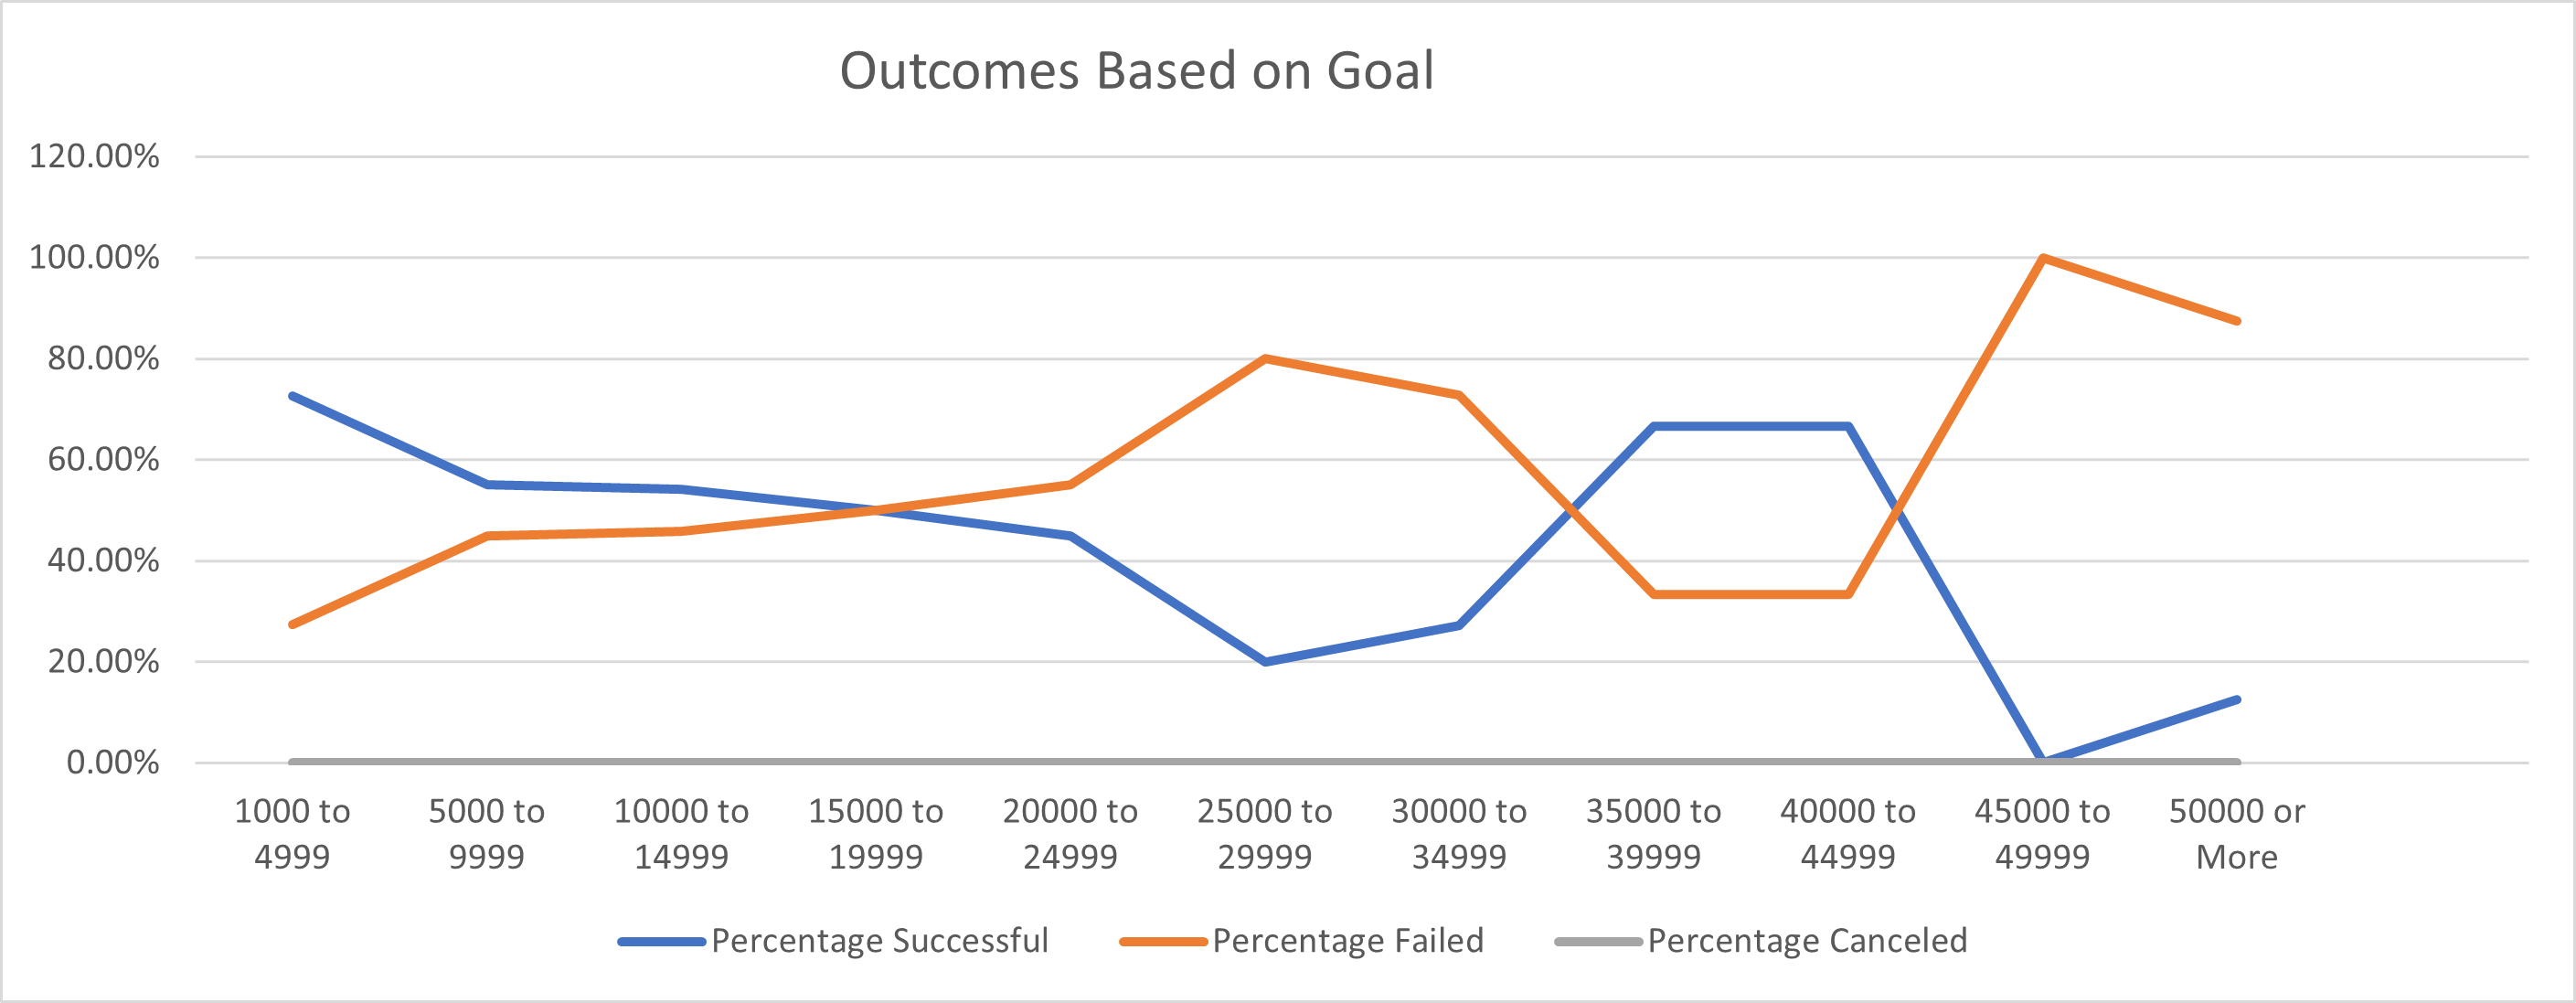 Outcomes Based on Goal
120.00%
100.00%
80.00%
60.00%
40.00%
20.00%
0.00%
1000 to 5000 to 10000 to 15000 to 20000 to 25000 to 30000 to 35000 to 40000 to 45000 to 50000 or
4999 9999 14999 19999 24999 29999 34999 39999 44999 49999 More
Percentage Successful Percentage Failed Percentage Canceled